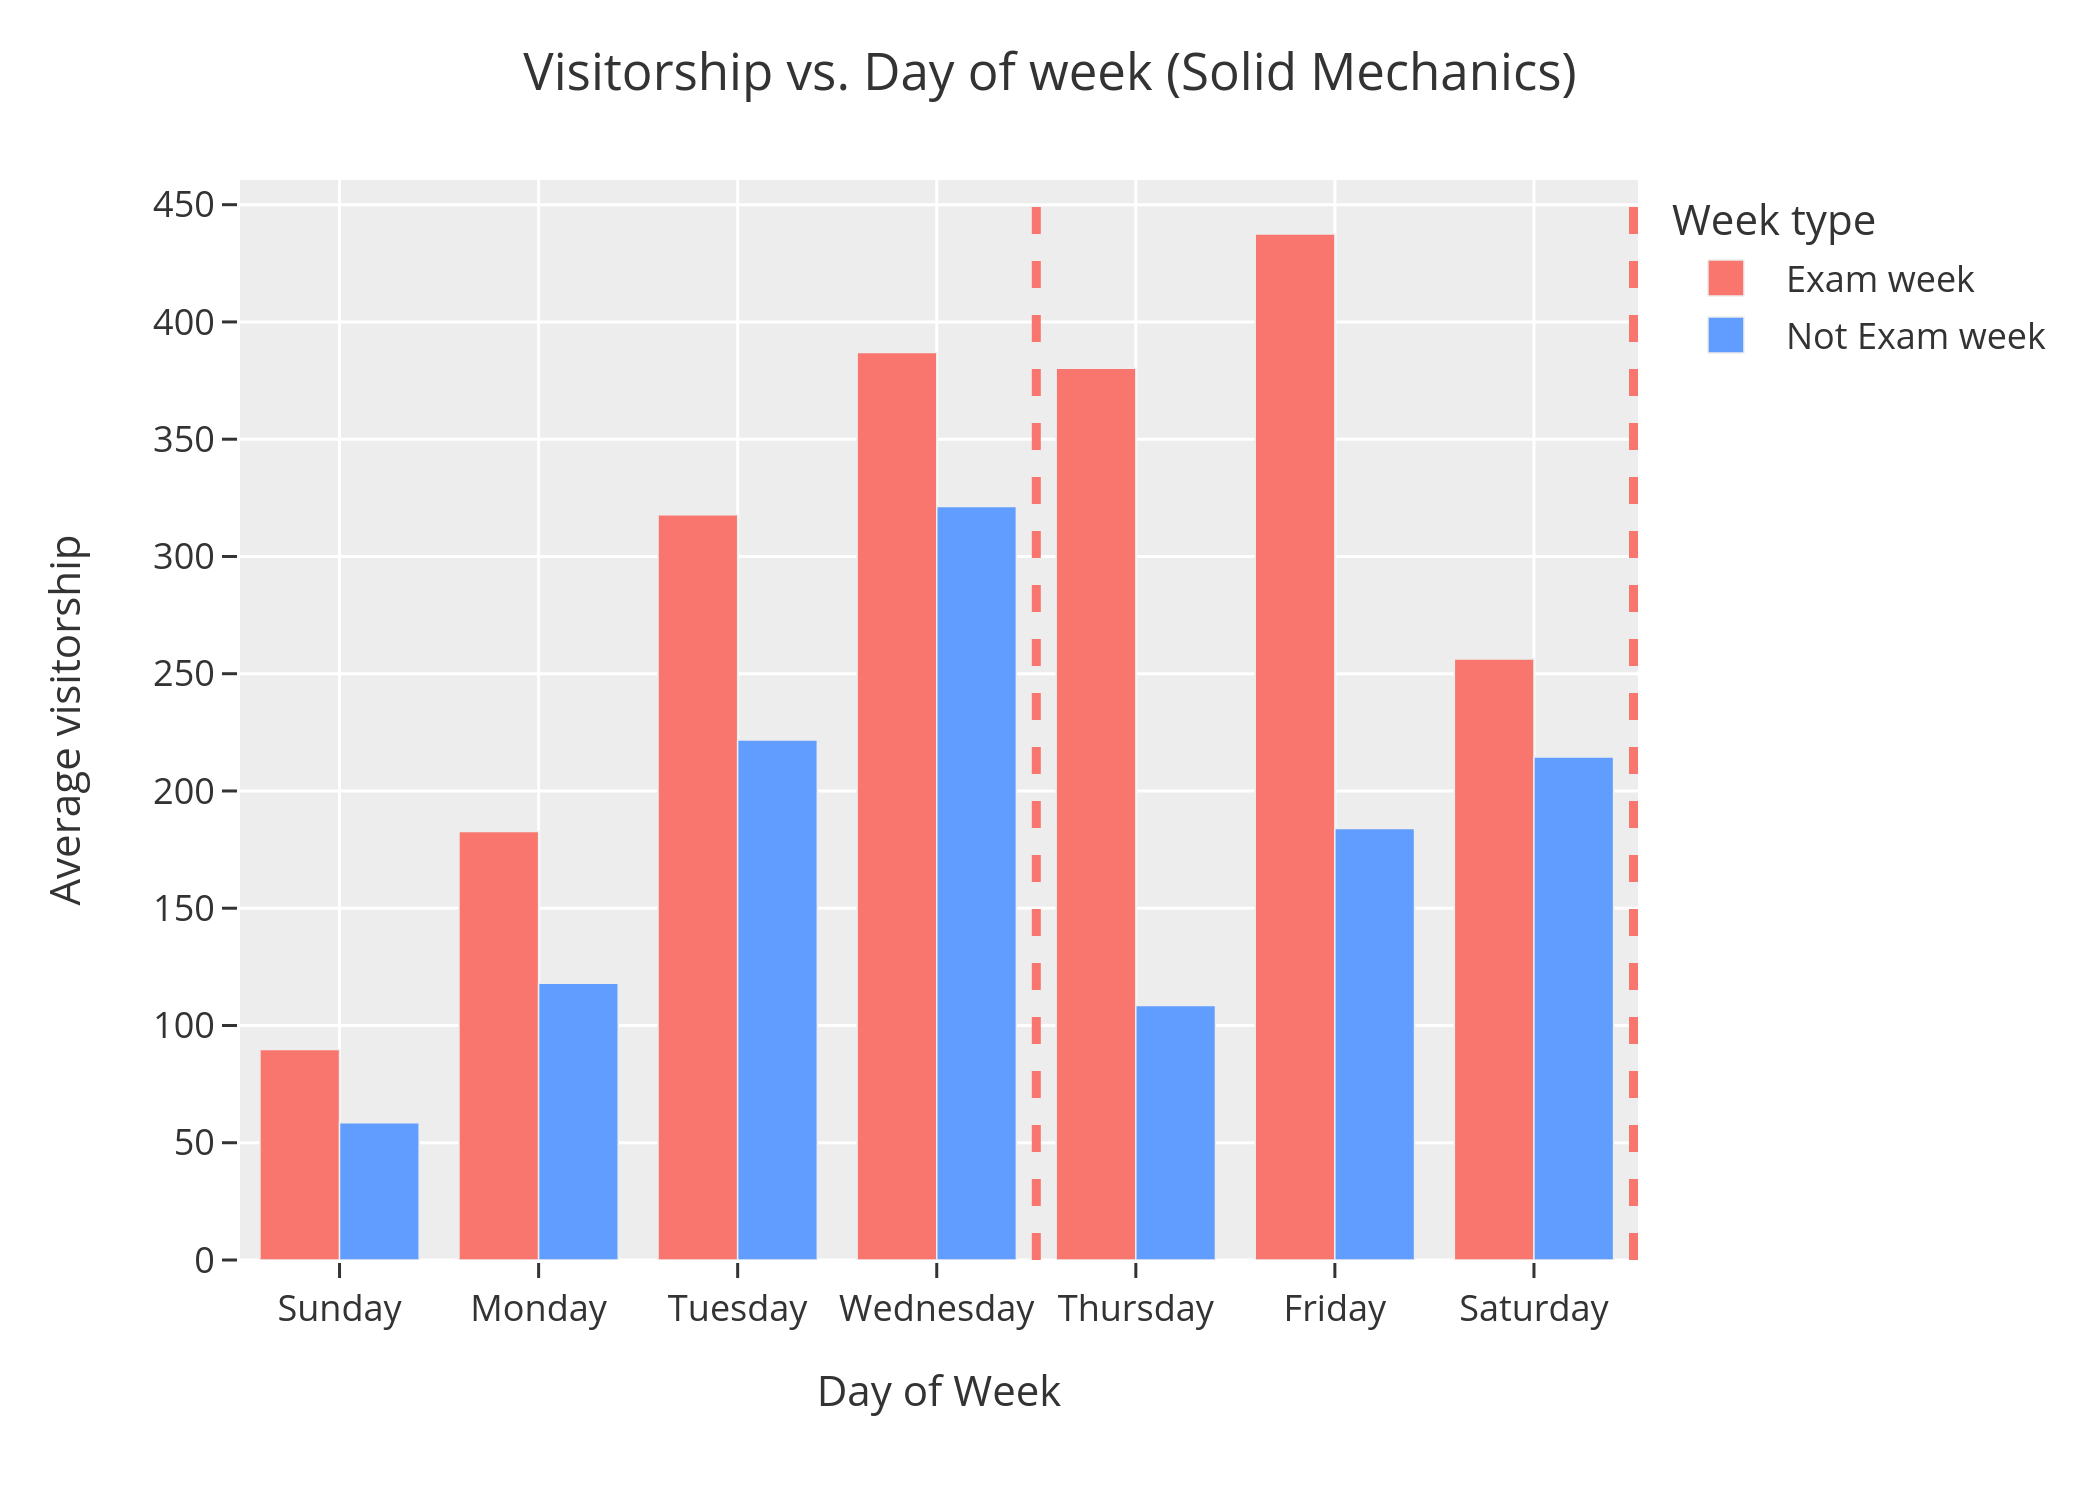 Visitorship vs. Day of week (Solid Mechanics)
Week type
Exam week
Not Exam week
Average visitorship
450
400
350
300
250
200
150
100
50
0
Sunday Monday Tuesday Wednesday Thursday Friday Saturday
Day of Week